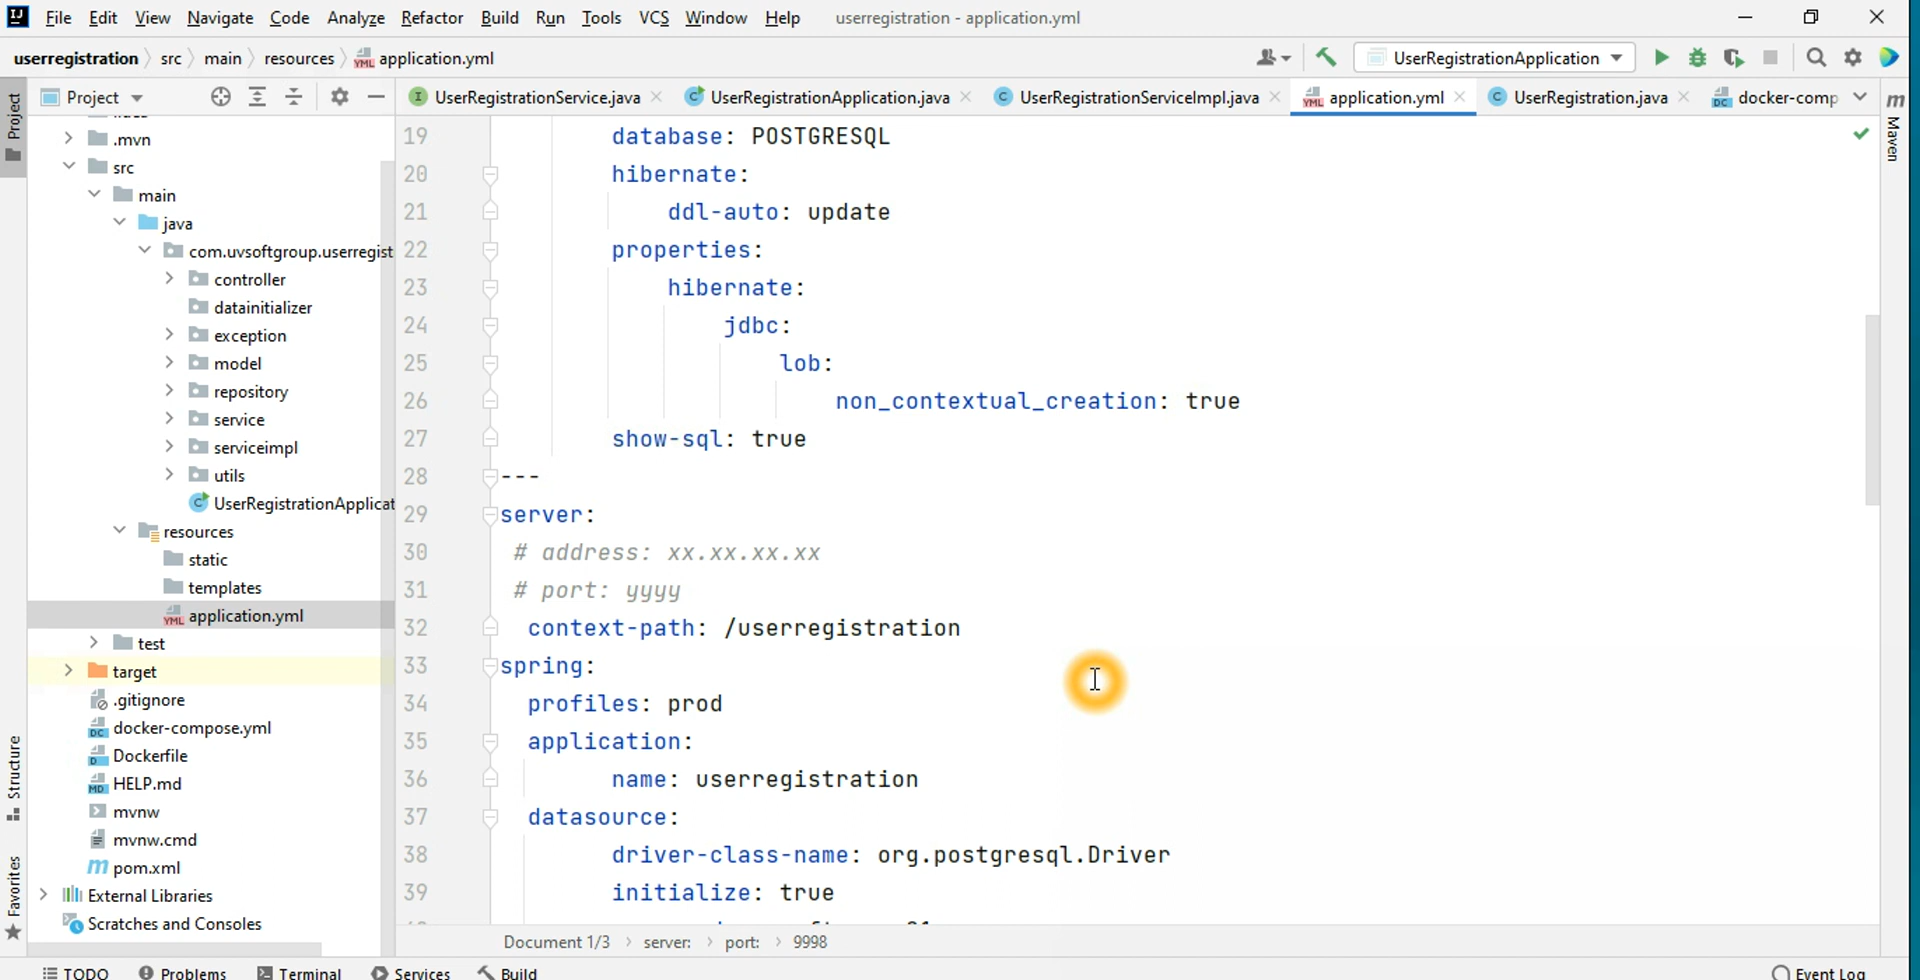 IJ File Edit View Navigate Code Analyze Refactor Build Run Tools VCS Window Help userregistration - application.yml
userregistration src main resources application.yml UserRegistrationApplication
Project UserRegistrationService.java UserRegistrationApplication.java UserRegistrationServiceImpl.java application.yml UserRegistration.java docker-comp
Project
Structure
Favorites
Maven
.mvn
src
main
java
com.uvsoftgroup.userregist
controller
datainitializer
exception
model
repository
service
serviceimpl
utils
UserRegistrationApplicat
resources
static
templates
application.yml
test
target
.gitignore
docker-compose.yml
Dockerfile
HELP.md
mvnw
mvnw.cmd
pom.xml
External Libraries
Scratches and Consoles
19 database: POSTGRESQL
20 hibernate:
21 ddl-auto: update
22 properties:
23 hibernate:
24 jdbc:
25 lob:
26 non_contextual_creation: true
27 show-sql: true
28 ---
29 server:
30 # address: xx.xx.xx.xx
31 # port: yyyy
32 context-path: /userregistration
33 spring:
34 profiles: prod
35 application:
36 name: userregistration
37 datasource:
38 driver-class-name: org.postgresql.Driver
39 initialize: true
Document 1/3 server: port: 9998
TODO Problems Terminal Services Build Event Log